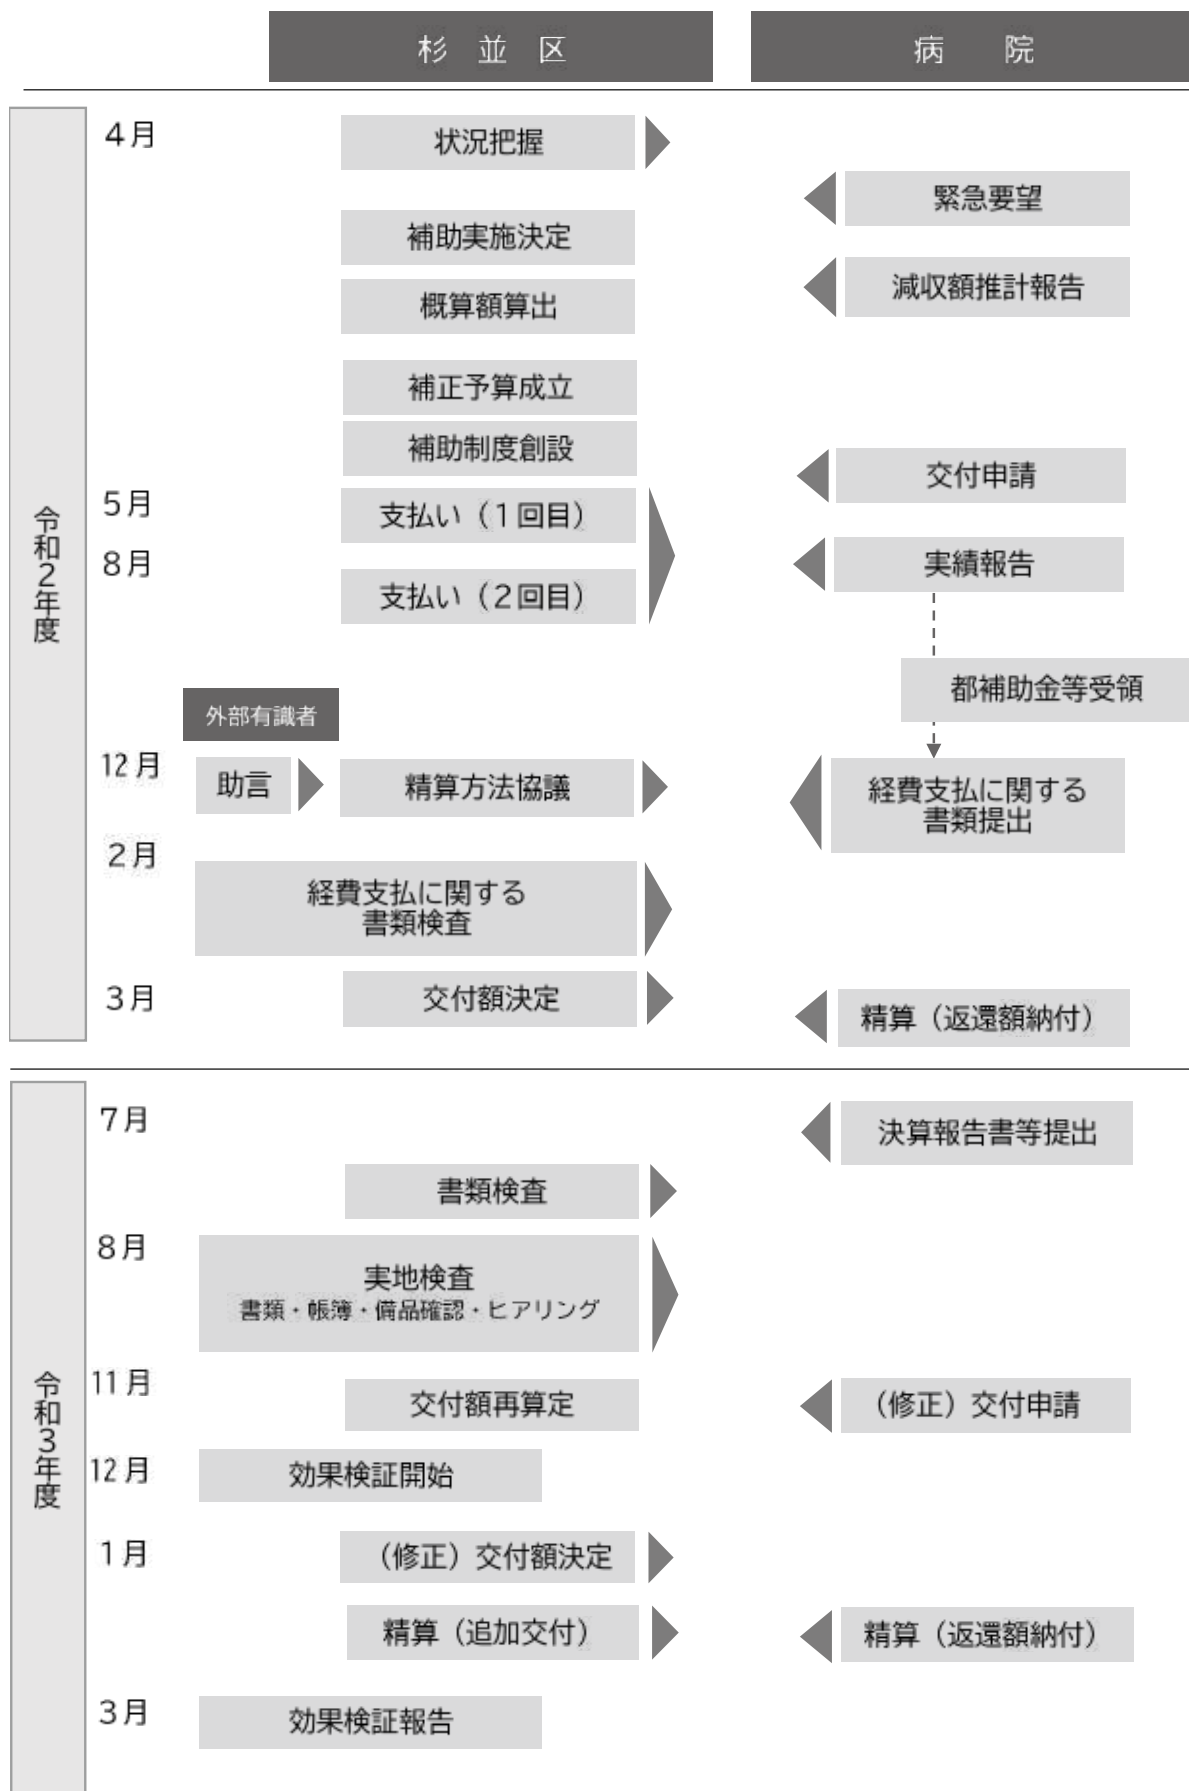 杉並区
病院
令和2年度
4月
状況把握
緊急要望
補助実施決定
減収額推計報告
概算額算出
補正予算成立
補助制度創設
交付申請
5月
支払い（1回目）
8月
実績報告
支払い（2回目）
都補助金等受領
外部有識者
12月
助言
精算方法協議
経費支払に関する
書類提出
2月
経費支払に関する
書類検査
3月
交付額決定
精算（返還額納付）
令和3年度
7月
決算報告書等提出
書類検査
8月
実地検査
書類・帳簿・備品確認・ヒアリング
11月
交付額再算定
（修正）交付申請
12月
効果検証開始
1月
（修正）交付額決定
精算（追加交付）
精算（返還額納付）
3月
効果検証報告